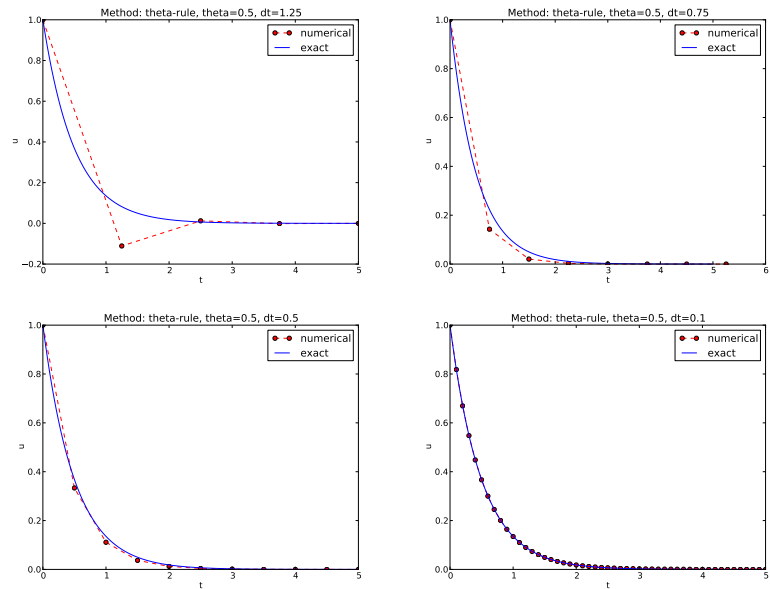 Method: theta-rule, theta=0.5, dt=1.25
1.0
0.8
0.6
0.4
0.2
0.0
−0.2
u
0 1 2 3 4 5
t
numerical
exact
Method: theta-rule, theta=0.5, dt=0.75
1.0
0.8
0.6
0.4
0.2
0.0
u
0 1 2 3 4 5 6
t
numerical
exact
Method: theta-rule, theta=0.5, dt=0.5
1.0
0.8
0.6
0.4
0.2
0.0
u
0 1 2 3 4 5
t
numerical
exact
Method: theta-rule, theta=0.5, dt=0.1
1.0
0.8
0.6
0.4
0.2
0.0
u
0 1 2 3 4 5
t
numerical
exact